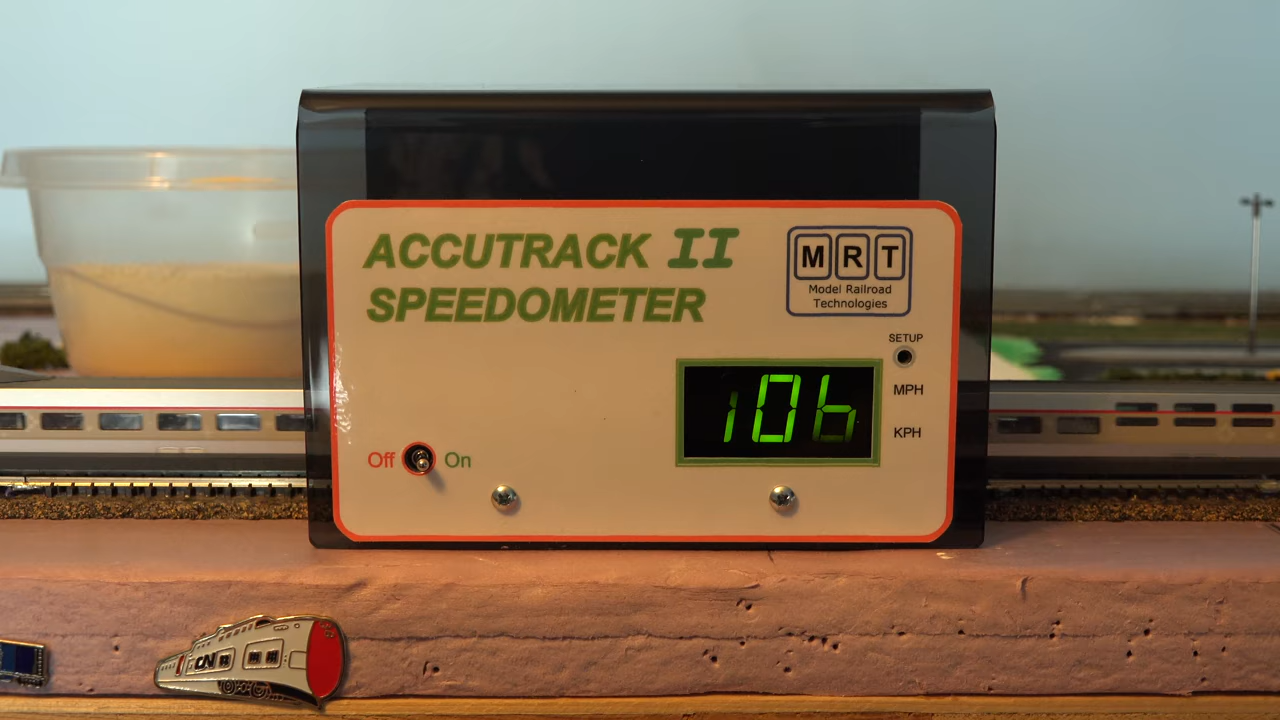 ACCUTRACK II
SPEEDOMETER
MRT
Model Railroad
Technologies
SETUP
MPH
106
KPH
Off
On
CN